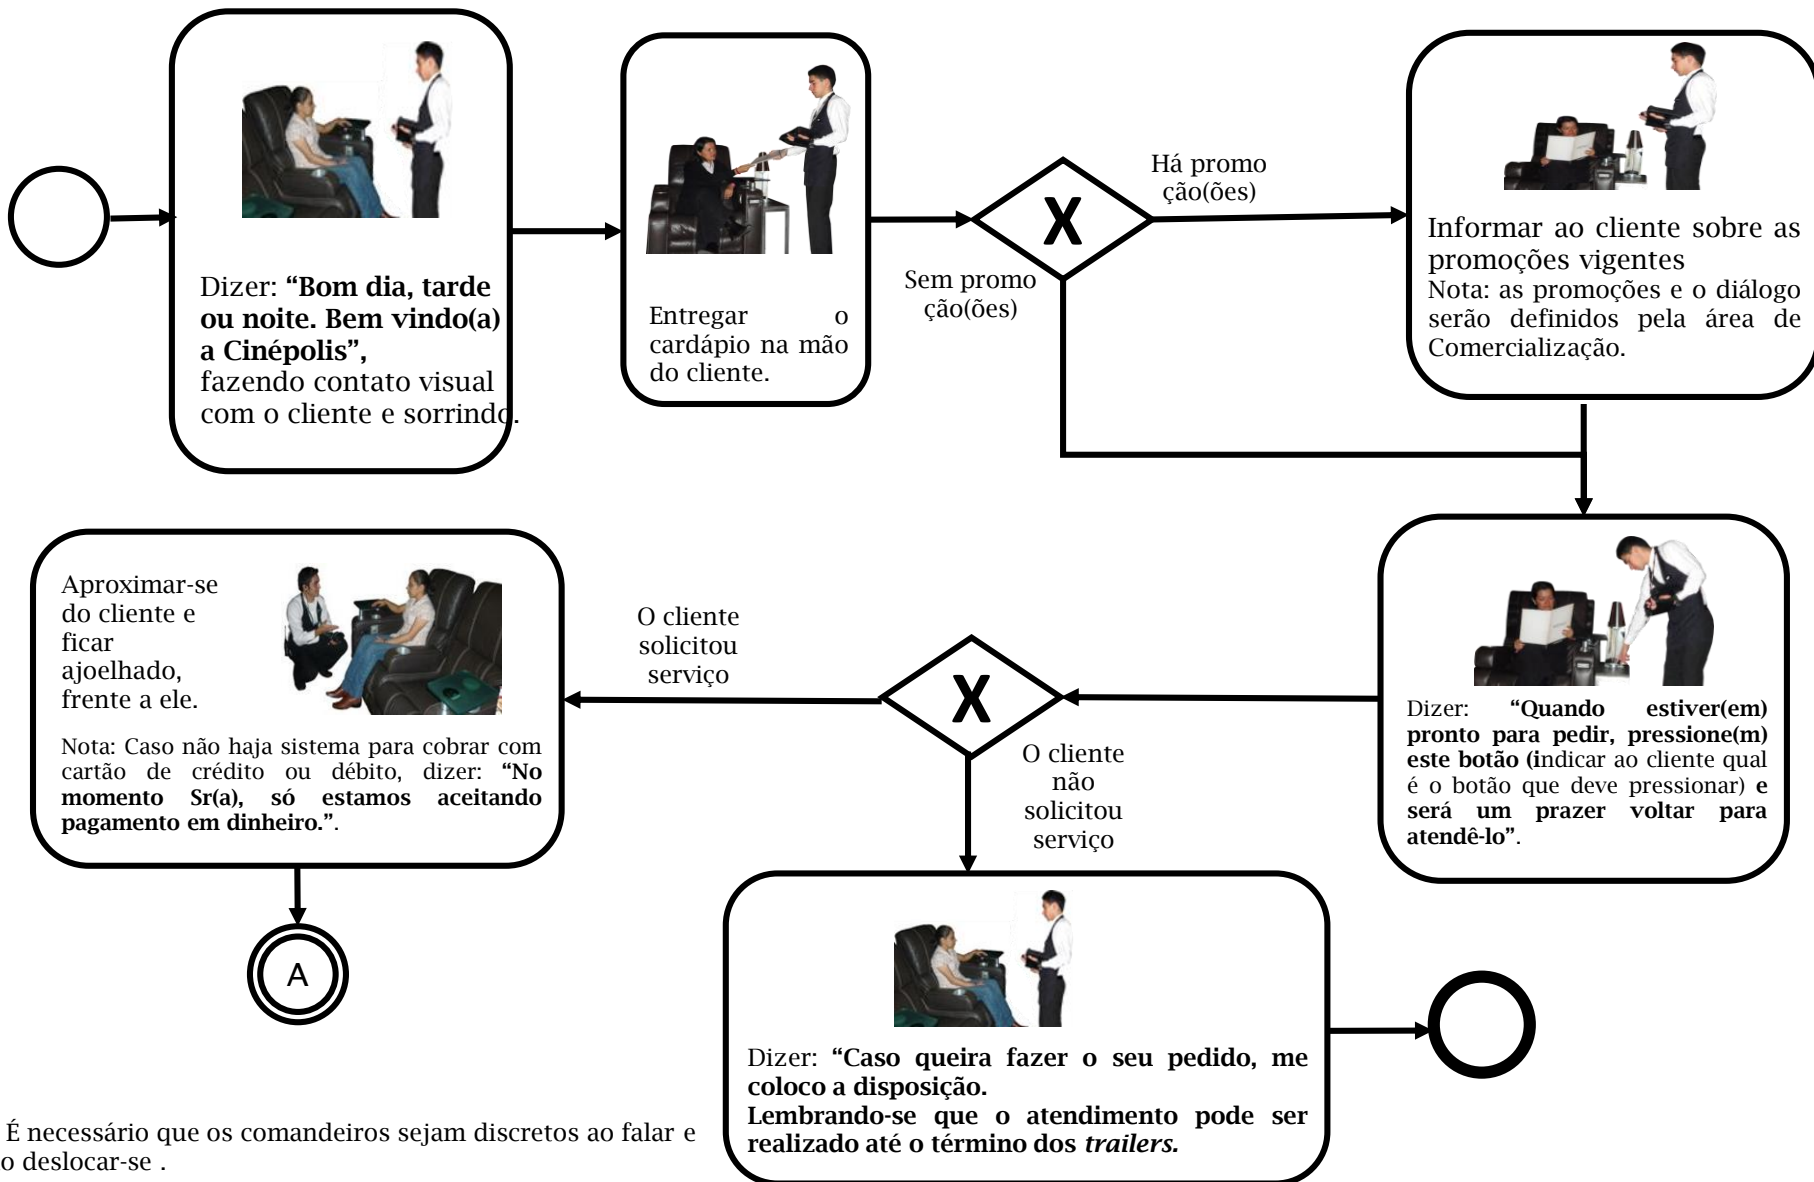 Dizer: “Bom dia, tarde
ou noite. Bem vindo(a)
a Cinépolis”,
fazendo contato visual
com o cliente e sorrindo.
Entregar o
cardápio na mão
do cliente.
X
Há promo
ção(ões)
Sem promo
ção(ões)
Informar ao cliente sobre as
promoções vigentes
Nota: as promoções e o diálogo
serão definidos pela área de
Comercialização.
Dizer: “Quando estiver(em)
pronto para pedir, pressione(m)
este botão (indicar ao cliente qual
é o botão que deve pressionar) e
será um prazer voltar para
atendê-lo”.
X
O cliente
solicitou
serviço
O cliente
não
solicitou
serviço
Aproximar-se
do cliente e
ficar
ajoelhado,
frente a ele.
Nota: Caso não haja sistema para cobrar com
cartão de crédito ou débito, dizer: “No
momento Sr(a), só estamos aceitando
pagamento em dinheiro.”.
A
Dizer: “Caso queira fazer o seu pedido, me
coloco a disposição.
Lembrando-se que o atendimento pode ser
realizado até o término dos trailers.
É necessário que os comandeiros sejam discretos ao falar e
o deslocar-se .